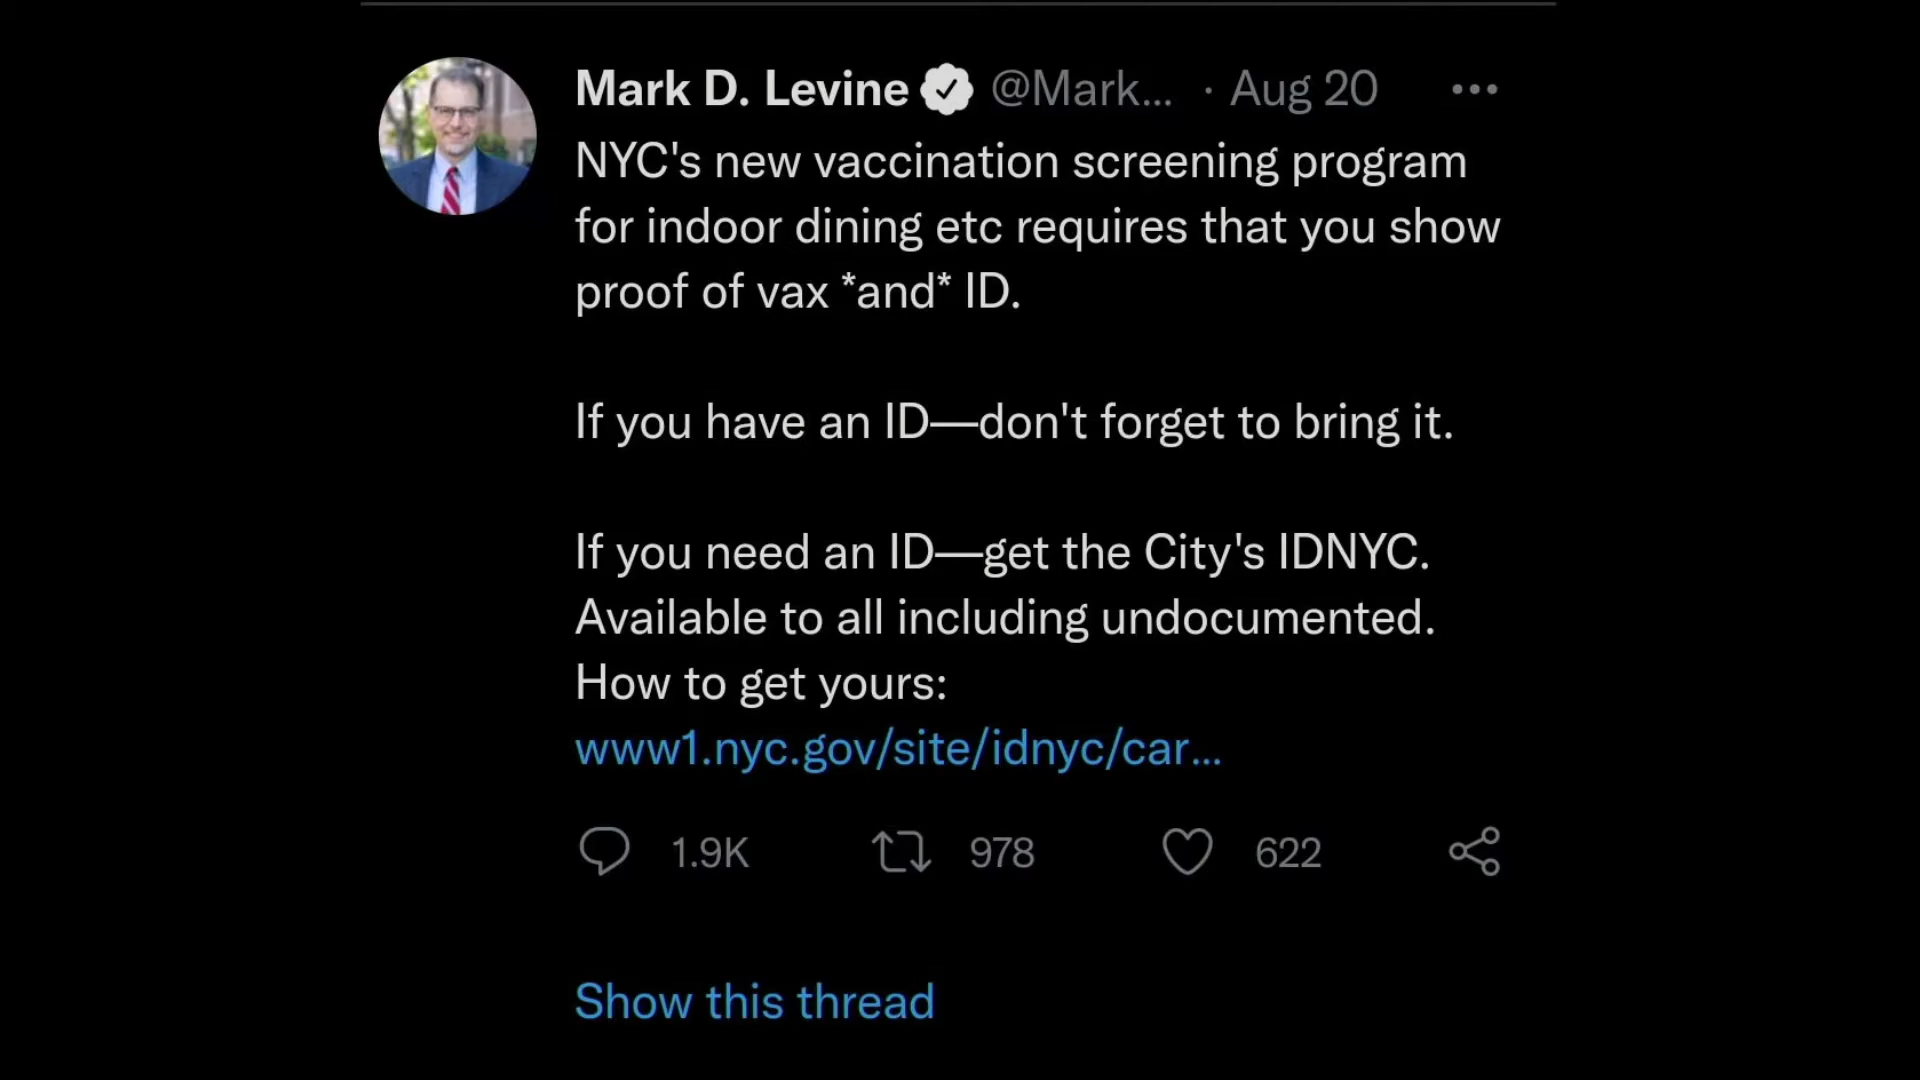 Mark D. Levine @Mark... · Aug 20
NYC's new vaccination screening program
for indoor dining etc requires that you show
proof of vax *and* ID.
If you have an ID—don't forget to bring it.
If you need an ID—get the City's IDNYC.
Available to all including undocumented.
How to get yours:
www1.nyc.gov/site/idnyc/car...
1.9K 978 622
Show this thread